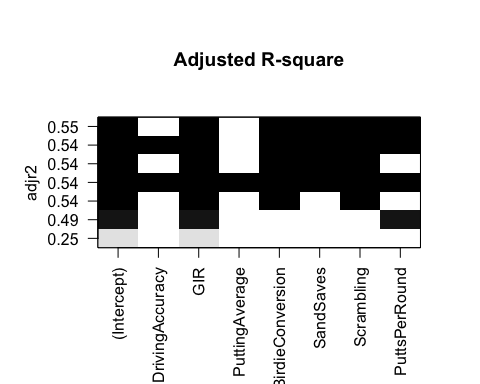 Adjusted R-square
adjr2
0.55
0.54
0.54
0.54
0.54
0.49
0.25
(Intercept)
DrivingAccuracy
GIR
PuttingAverage
BirdieConversion
SandSaves
Scrambling
PuttsPerRound